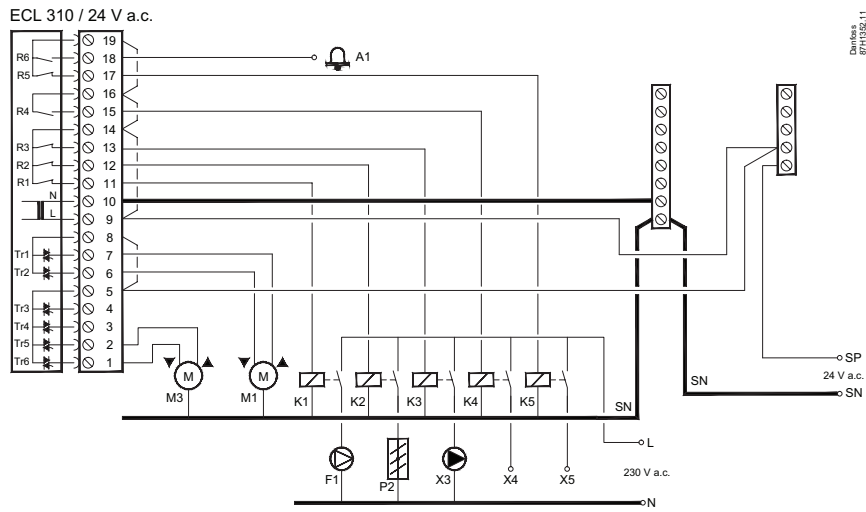 ECL 310 / 24 V a.c.
Danfoss
87H1352.11
19
R6 18 A1
R5 17
16
R4 15
14
R3 13
R2 12
R1 11
N 10
L 9
8
Tr1 7
Tr2 6
5
Tr3 4
Tr4 3
Tr5 2
Tr6 1
SP
24 V a.c.
SN SN
M M
M3 M1 K1 K2 K3 K4 K5 SN
L
230 V a.c.
F1 P2 X3 X4 X5
N